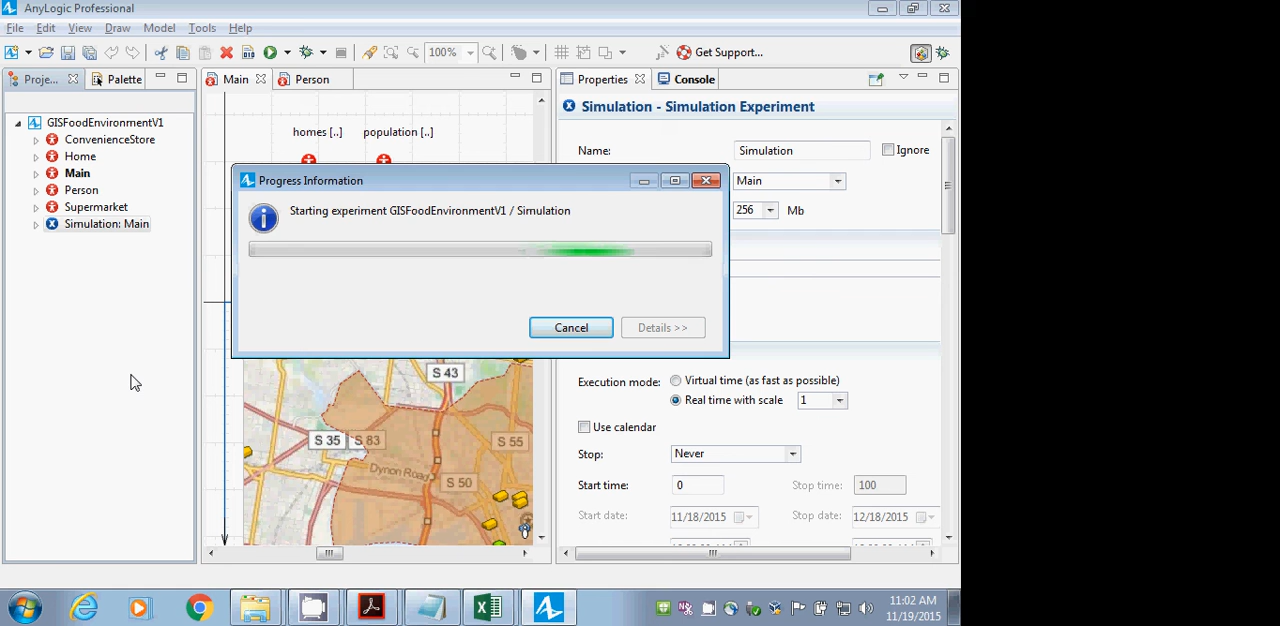 AnyLogic Professional
File Edit View Draw Model Tools Help
100% Get Support...
Proje... Palette Main Person Properties Console
GISFoodEnvironmentV1
ConvenienceStore
Home
Main
Person
Supermarket
Simulation: Main
homes [..] population [..]
Simulation - Simulation Experiment
Name: Simulation Ignore
Main
256 Mb
Progress Information
Starting experiment GISFoodEnvironmentV1 / Simulation
Cancel Details >>
S 43
S 35 S 83 S 55
Dynon Road
S 50
Execution mode: Virtual time (as fast as possible)
Real time with scale 1
Use calendar
Stop: Never
Start time: 0 Stop time: 100
Start date: 11/18/2015 Stop date: 12/18/2015
11:02 AM
11/19/2015